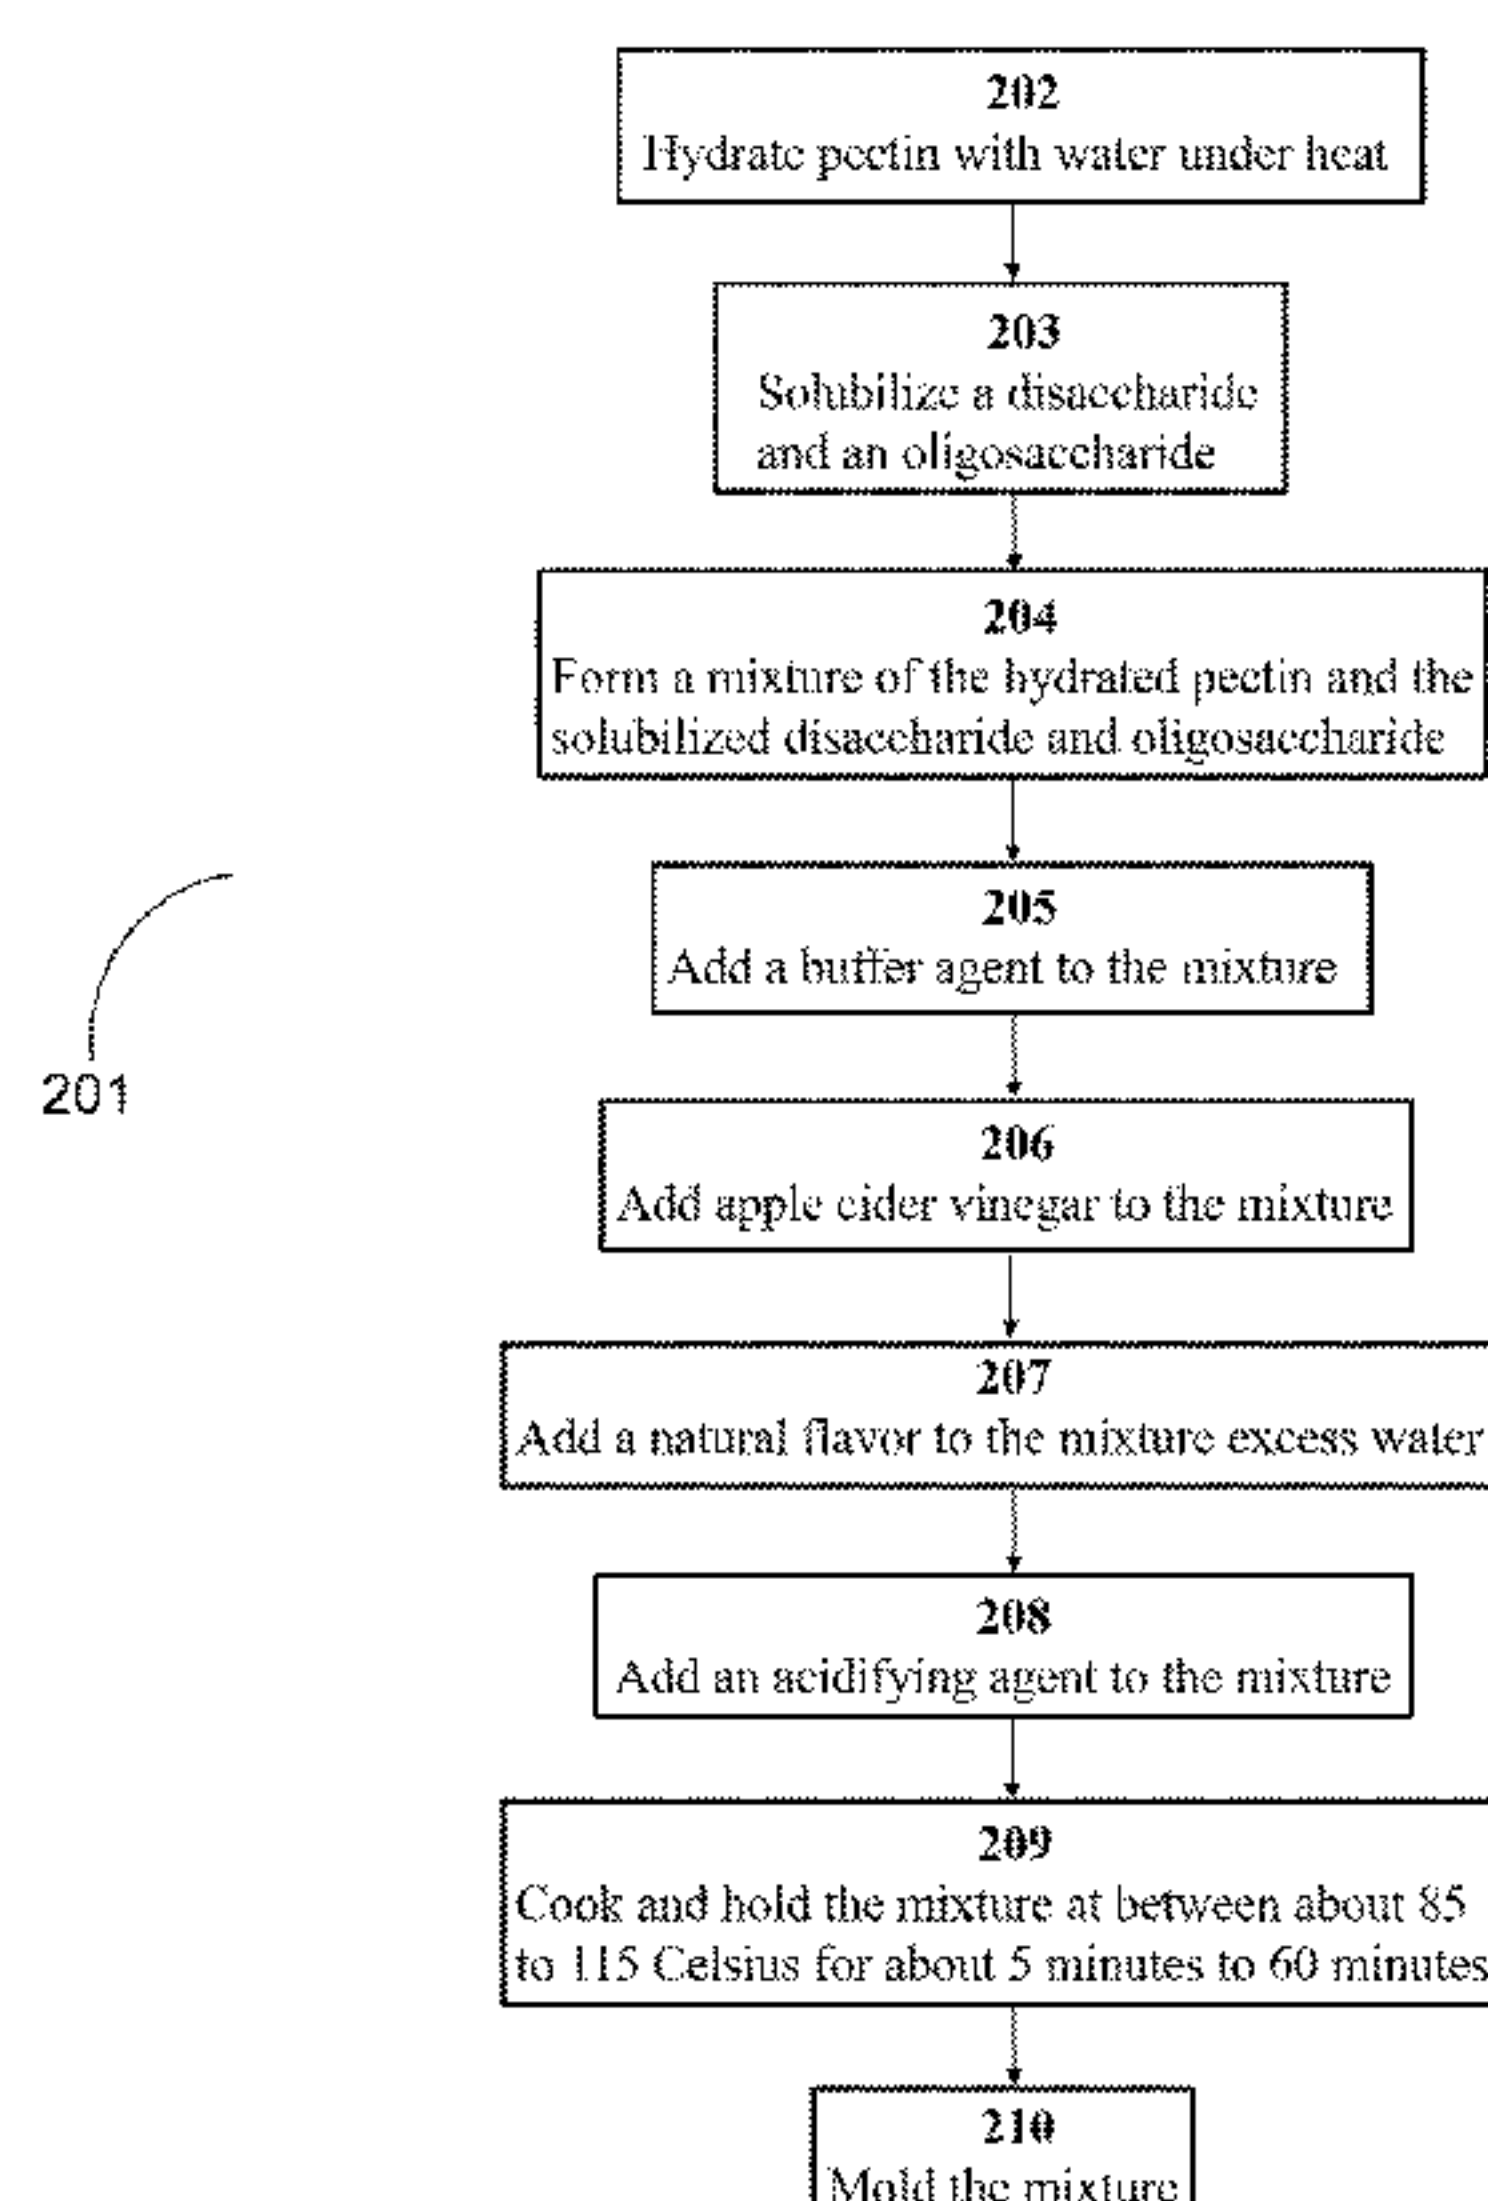 202
Hydrate pectin with water under heat
203
Solubilize a disaccharide
and an oligosaccharide
204
Form a mixture of the hydrated pectin and the
solubilized disaccharide and oligosaccharide
205
Add a buffer agent to the mixture
201
206
Add apple cider vinegar to the mixture
207
Add a natural flavor to the mixture excess water
208
Add an acidifying agent to the mixture
209
Cook and hold the mixture at between about 85
to 115 Celsius for about 5 minutes to 60 minutes
210
Mold the mixture